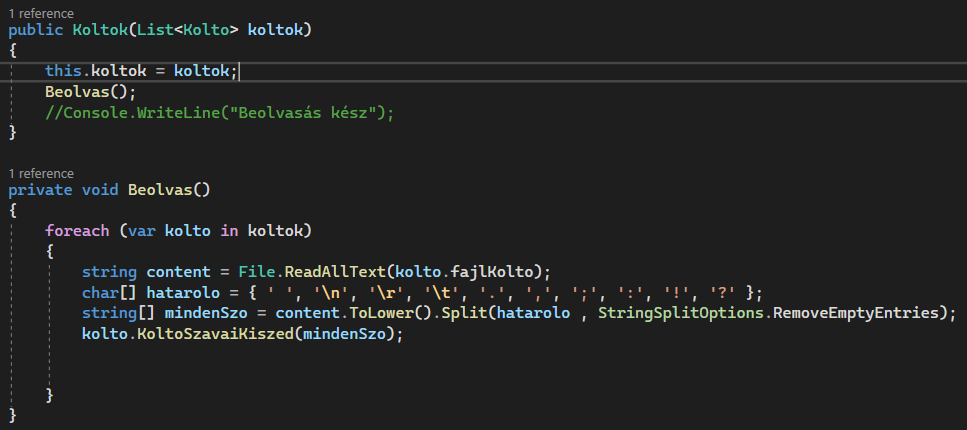 1 reference
public Koltok(List<Kolto> koltok)
{
this.koltok = koltok;
Beolvas();
//Console.WriteLine("Beolvasás kész");
}
1 reference
private void Beolvas()
{
foreach (var kolto in koltok)
{
string content = File.ReadAllText(kolto.fajlKolto);
char[] hatarolo = { ' ', '\n', '\r', '\t', '.', ',', ';', ':', '!', '?' };
string[] mindenSzo = content.ToLower().Split(hatarolo , StringSplitOptions.RemoveEmptyEntries);
kolto.KoltoSzavaiKiszed(mindenSzo);
}
}